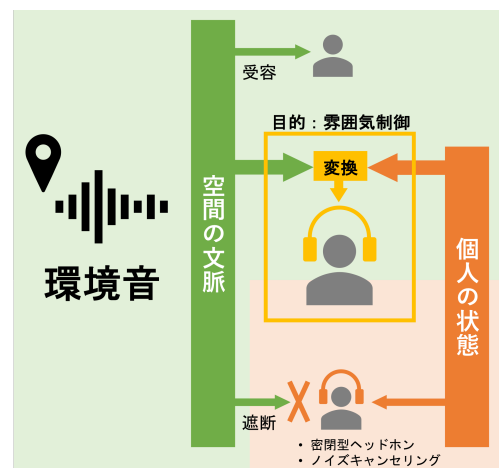 受容
目的：雰囲気制御
変換
空間の文脈
環境音
個人の状態
遮断
• 密閉型ヘッドホン
• ノイズキャンセリング